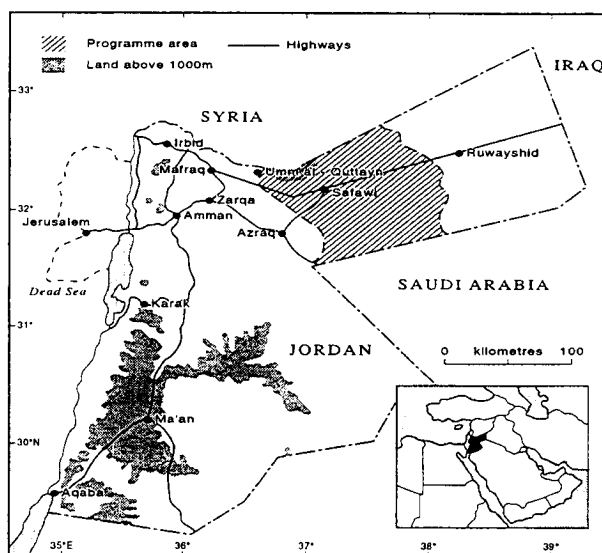 Programme area
Highways
Land above 1000m
IRAQ
33°
SYRIA
Irbid
Ruwayshid
Mafraq
Umm al - Quttayn
Safawi
Zarqa
32°
Amman
Jerusalem
Azraq
SAUDI ARABIA
Dead Sea
Karak
31°
JORDAN
0 kilometres 100
30°N
Ma'an
Aqaba
35°E
36°
37°
38°
39°